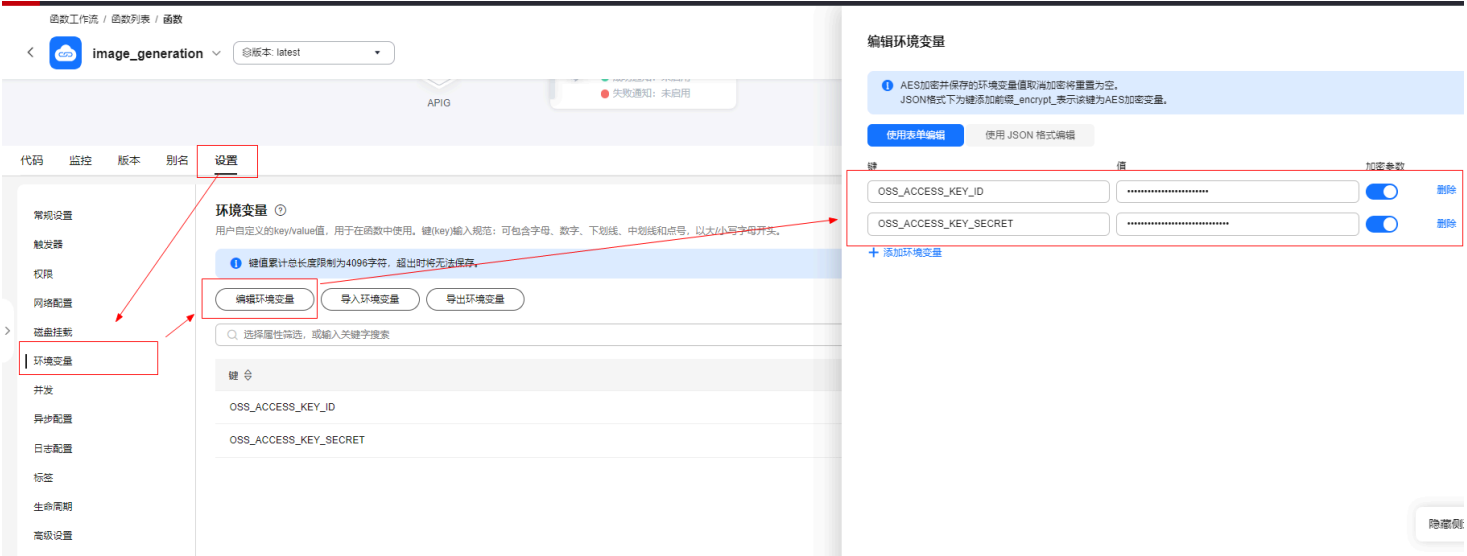 函数工作流 / 函数列表 / 函数
image_generation
版本: latest
APIG
失败通知：未启用
代码 监控 版本 别名 设置
常规设置
触发器
权限
网络配置
磁盘挂载
环境变量
并发
异步配置
日志配置
标签
生命周期
高级设置
环境变量
用户自定义的key/value值，用于在函数中使用。键(key)输入规范：可包含字母、数字、下划线、中划线和点号，以大/小写字母开头。
键值累计总长度限制为4096字符，超出时将无法保存。
编辑环境变量 导入环境变量 导出环境变量
选择属性筛选，或输入关键字搜索
键
OSS_ACCESS_KEY_ID
OSS_ACCESS_KEY_SECRET
编辑环境变量
AES加密并保存的环境变量值取消加密将重置为空。
JSON格式下为键添加前缀_encrypt_表示该键为AES加密变量。
使用表单编辑 使用 JSON 格式编辑
键 值 加密参数
OSS_ACCESS_KEY_ID 删除
OSS_ACCESS_KEY_SECRET 删除
添加环境变量
隐藏侧